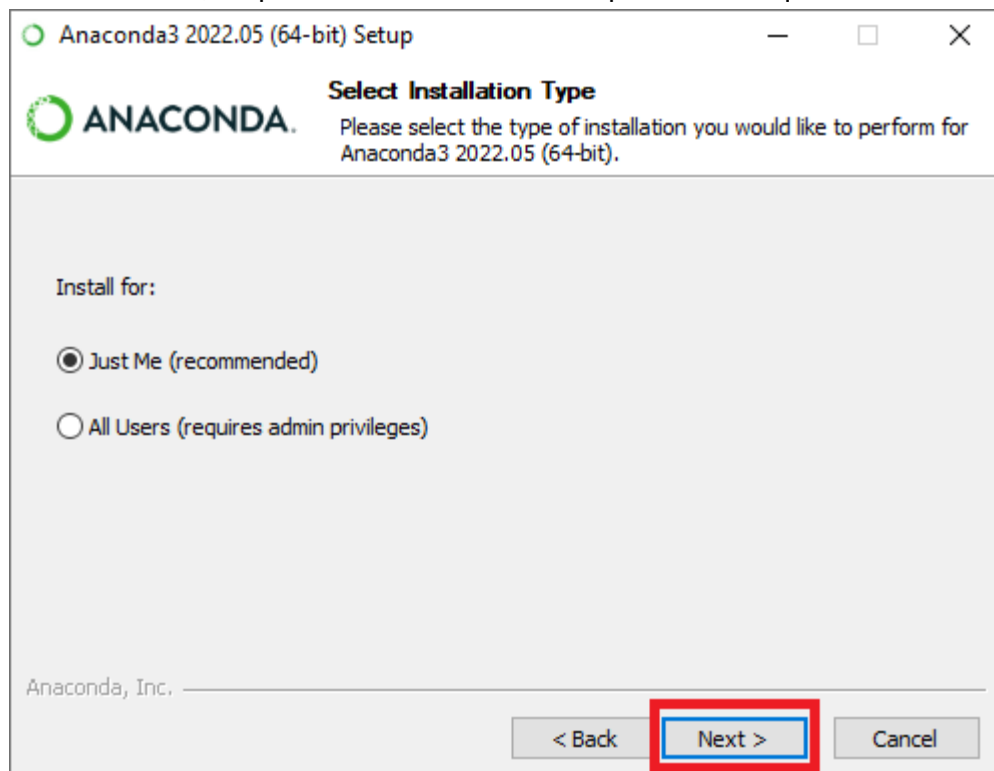 Anaconda3 2022.05 (64-bit) Setup
ANACONDA.
Select Installation Type
Please select the type of installation you would like to perform for
Anaconda3 2022.05 (64-bit).
Install for:
Just Me (recommended)
All Users (requires admin privileges)
Anaconda, Inc.
< Back Next > Cancel